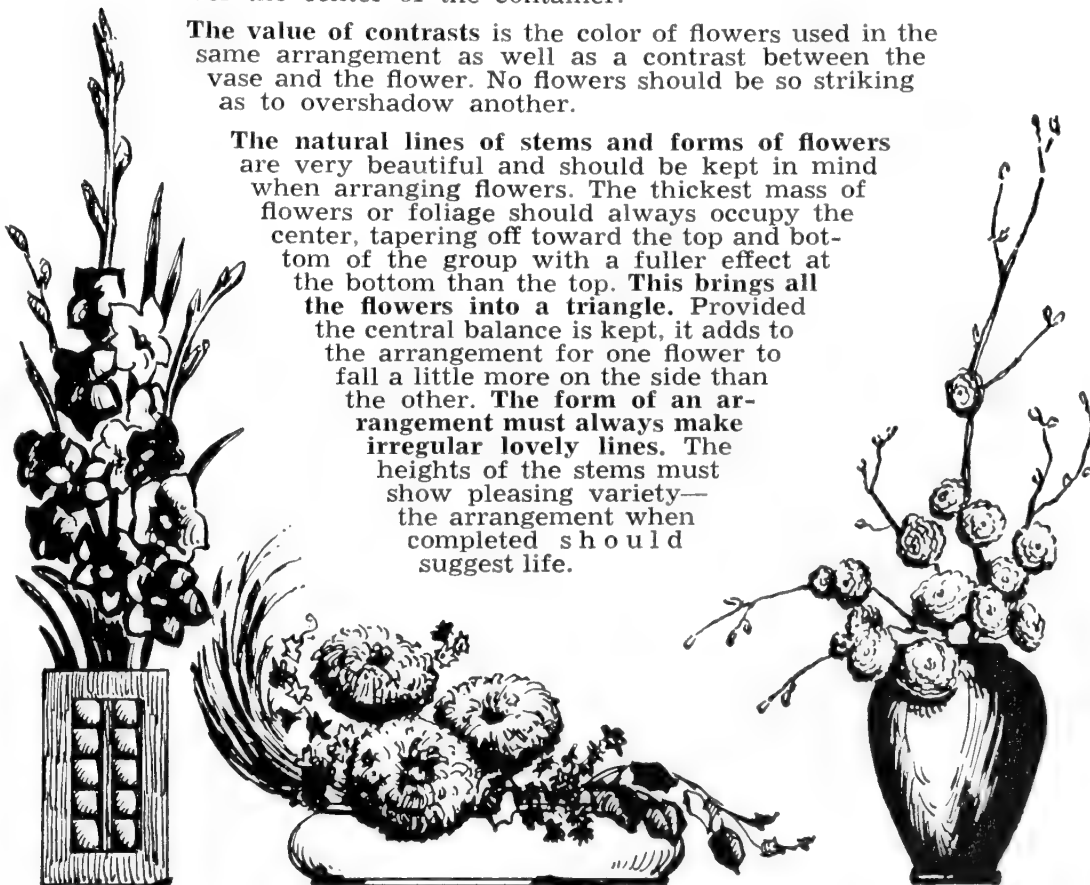 The value of contrasts is the color of flowers used in the
same arrangement as well as a contrast between the
vase and the flower. No flowers should be so striking
as to overshadow another.
The natural lines of stems and forms of flowers
are very beautiful and should be kept in mind
when arranging flowers. The thickest mass of
flowers or foliage should always occupy the
center, tapering off toward the top and bot-
tom of the group with a fuller effect at
the bottom than the top. This brings all
the flowers into a triangle. Provided
the central balance is kept, it adds to
the arrangement for one flower to
fall a little more on the side than
the other. The form of an ar-
rangement must always make
irregular lovely lines. The
heights of the stems must
show pleasing variety—
the arrangement when
completed should
suggest life.